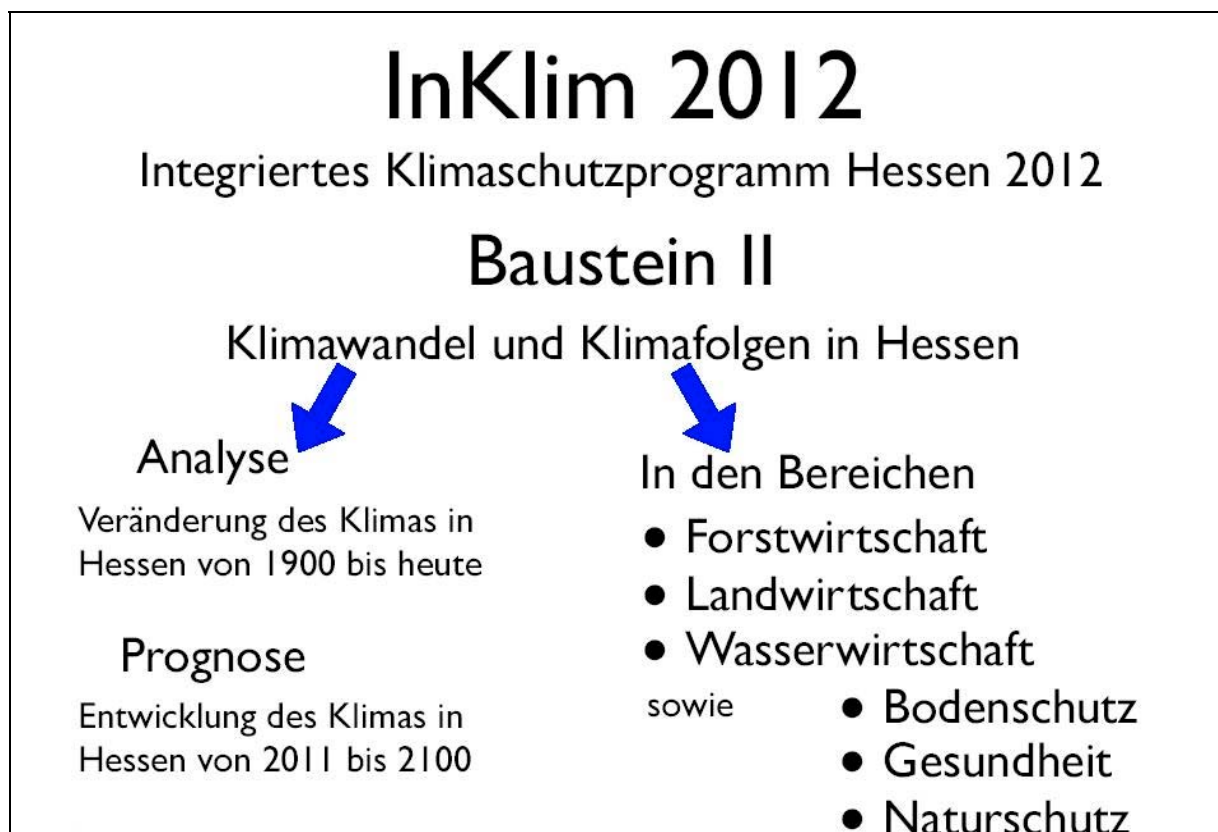 InKlim 2012
Integriertes Klimaschutzprogramm Hessen 2012
Baustein II
Klimawandel und Klimafolgen in Hessen
Analyse
Veränderung des Klimas in
Hessen von 1900 bis heute
Prognose
Entwicklung des Klimas in
Hessen von 2011 bis 2100
In den Bereichen
• Forstwirtschaft
• Landwirtschaft
• Wasserwirtschaft
sowie
• Bodenschutz
• Gesundheit
• Naturschutz